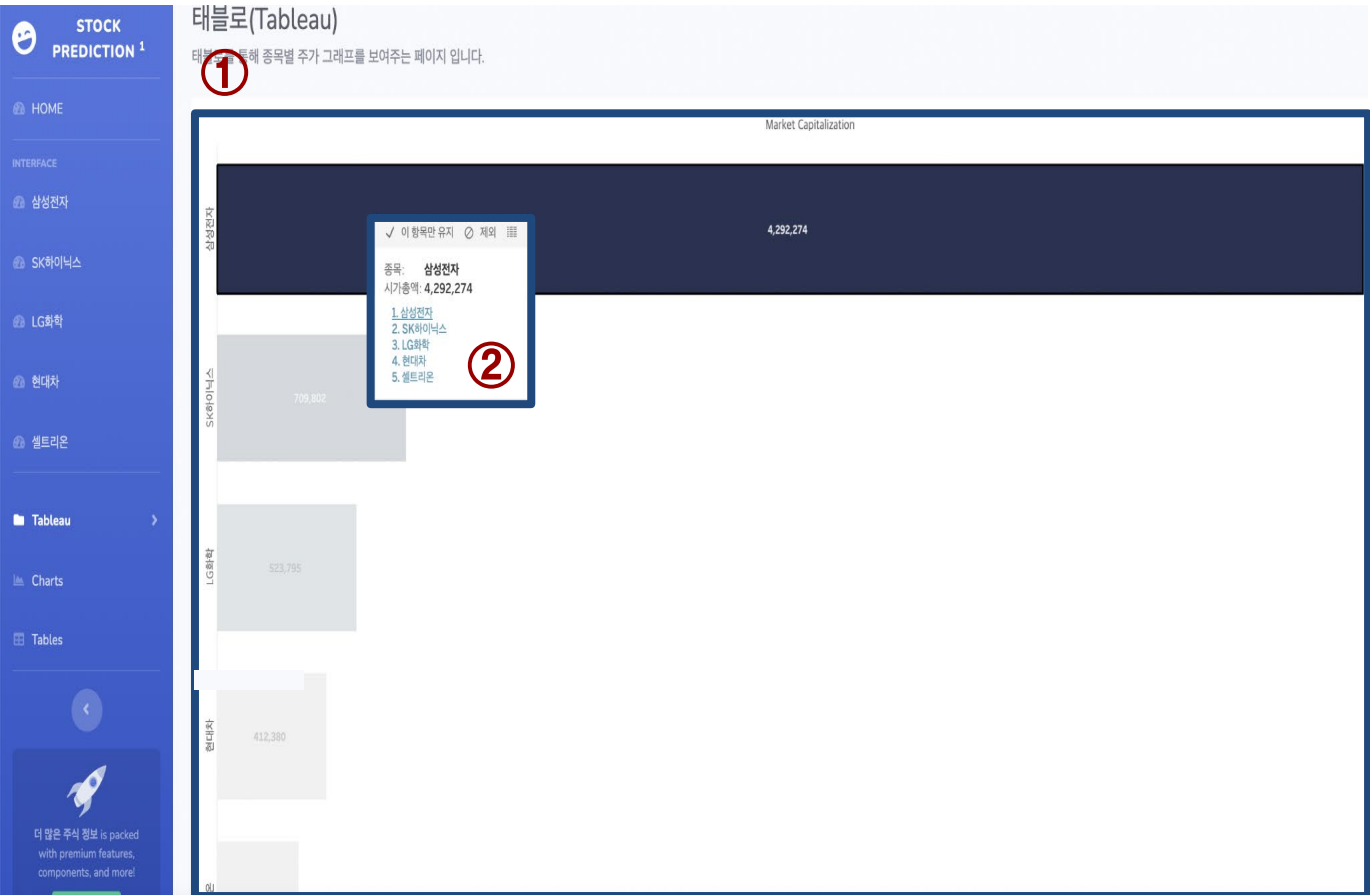 STOCK
PREDICTION 1
HOME
INTERFACE
삼성전자
SK하이닉스
LG화학
현대차
셀트리온
Tableau
Charts
Tables
더 많은 주식 정보 is packed
with premium features,
components, and more!
태블로(Tableau)
태블로를 통해 종목별 주가 그래프를 보여주는 페이지 입니다.
①
Market Capitalization
삼성전자
4,292,274
이 항목만 유지 제외
종목: 삼성전자
시가총액: 4,292,274
1. 삼성전자
2. SK하이닉스
3. LG화학
4. 현대차
5. 셀트리온
②
SK하이닉스
709,802
LG화학
523,795
현대차
412,380
온